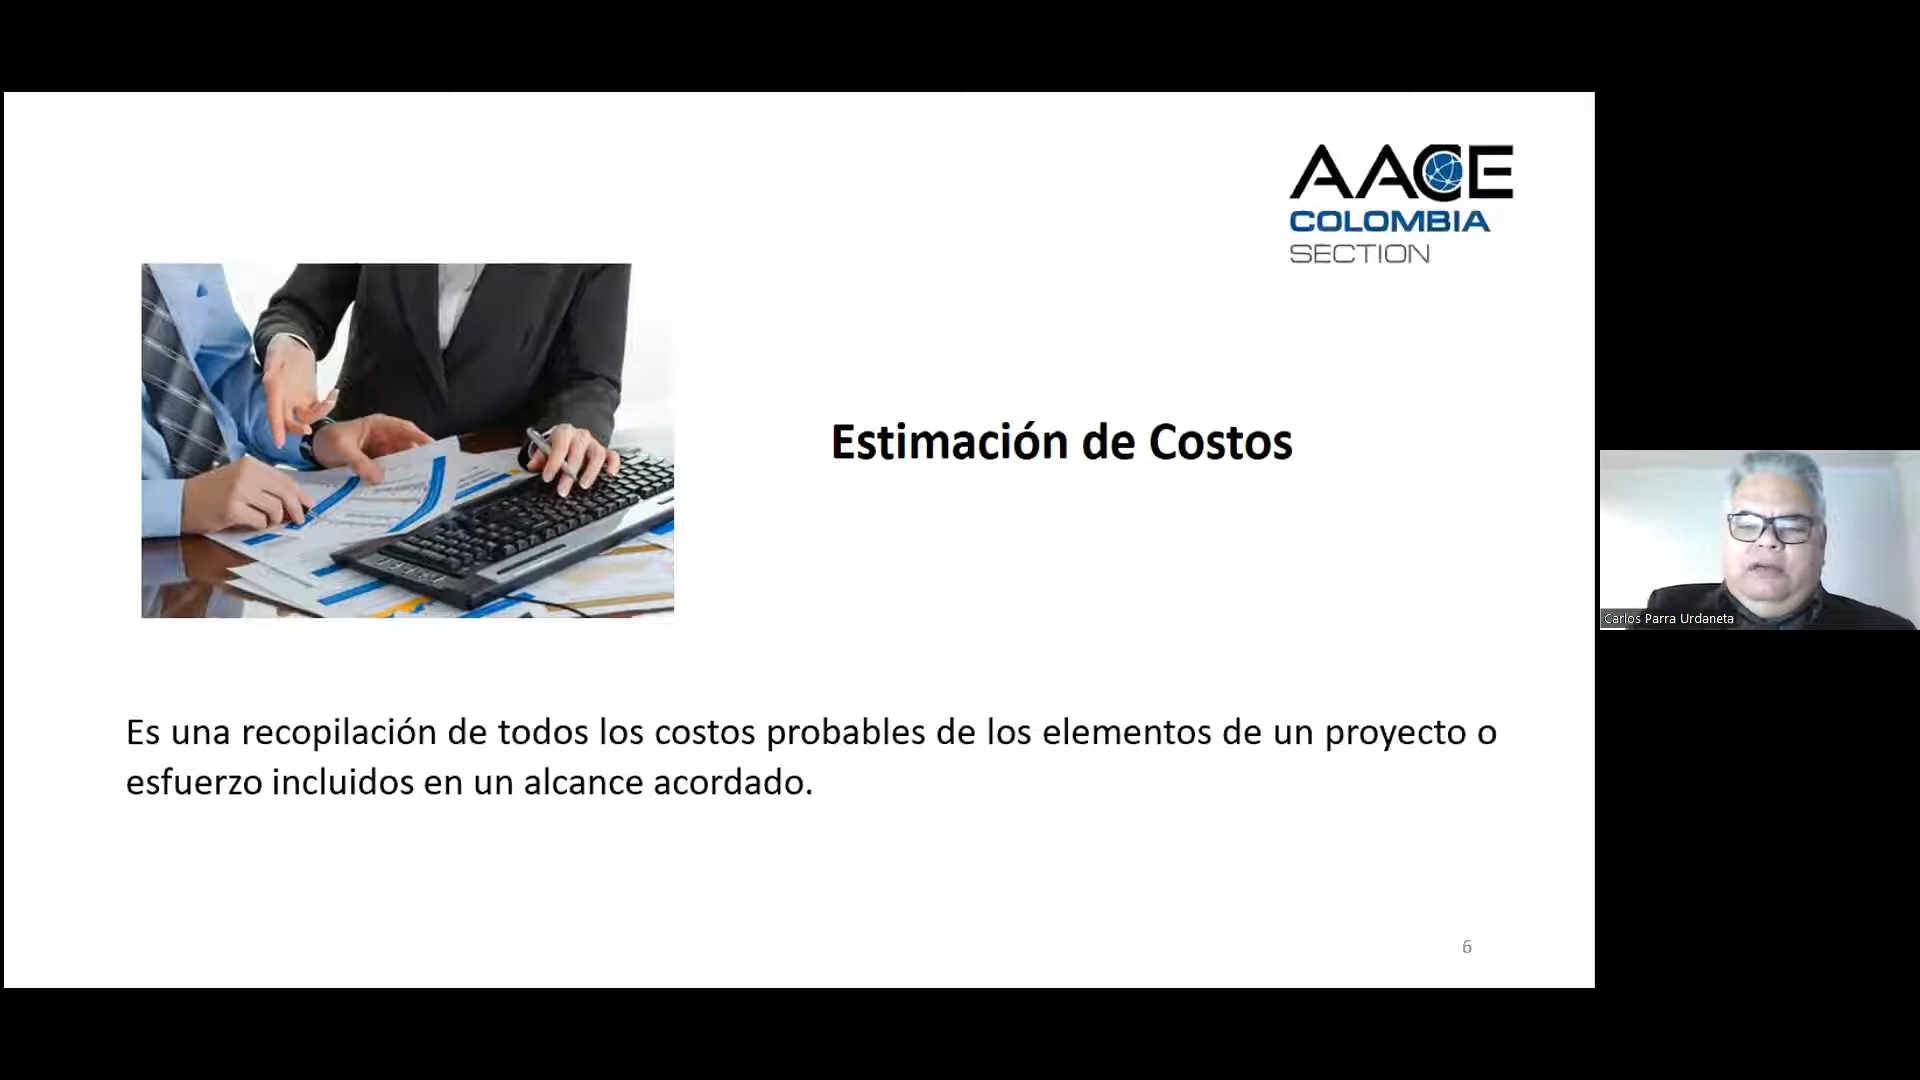 AACE
COLOMBIA
SECTION
Estimación de Costos
Carlos Parra Urdaneta
Es una recopilación de todos los costos probables de los elementos de un proyecto o
esfuerzo incluidos en un alcance acordado.
6